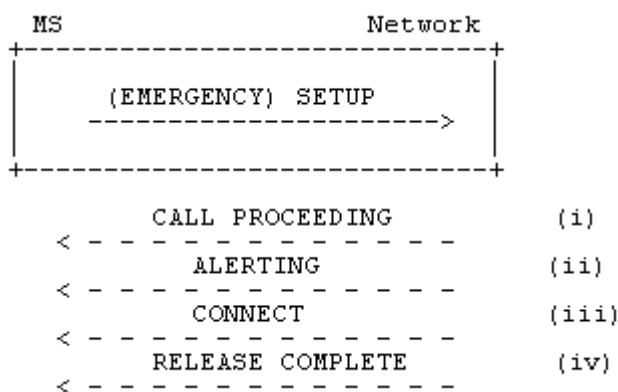 MS Network
(EMERGENCY) SETUP
CALL PROCEEDING (i)
ALERTING (ii)
CONNECT (iii)
RELEASE COMPLETE (iv)